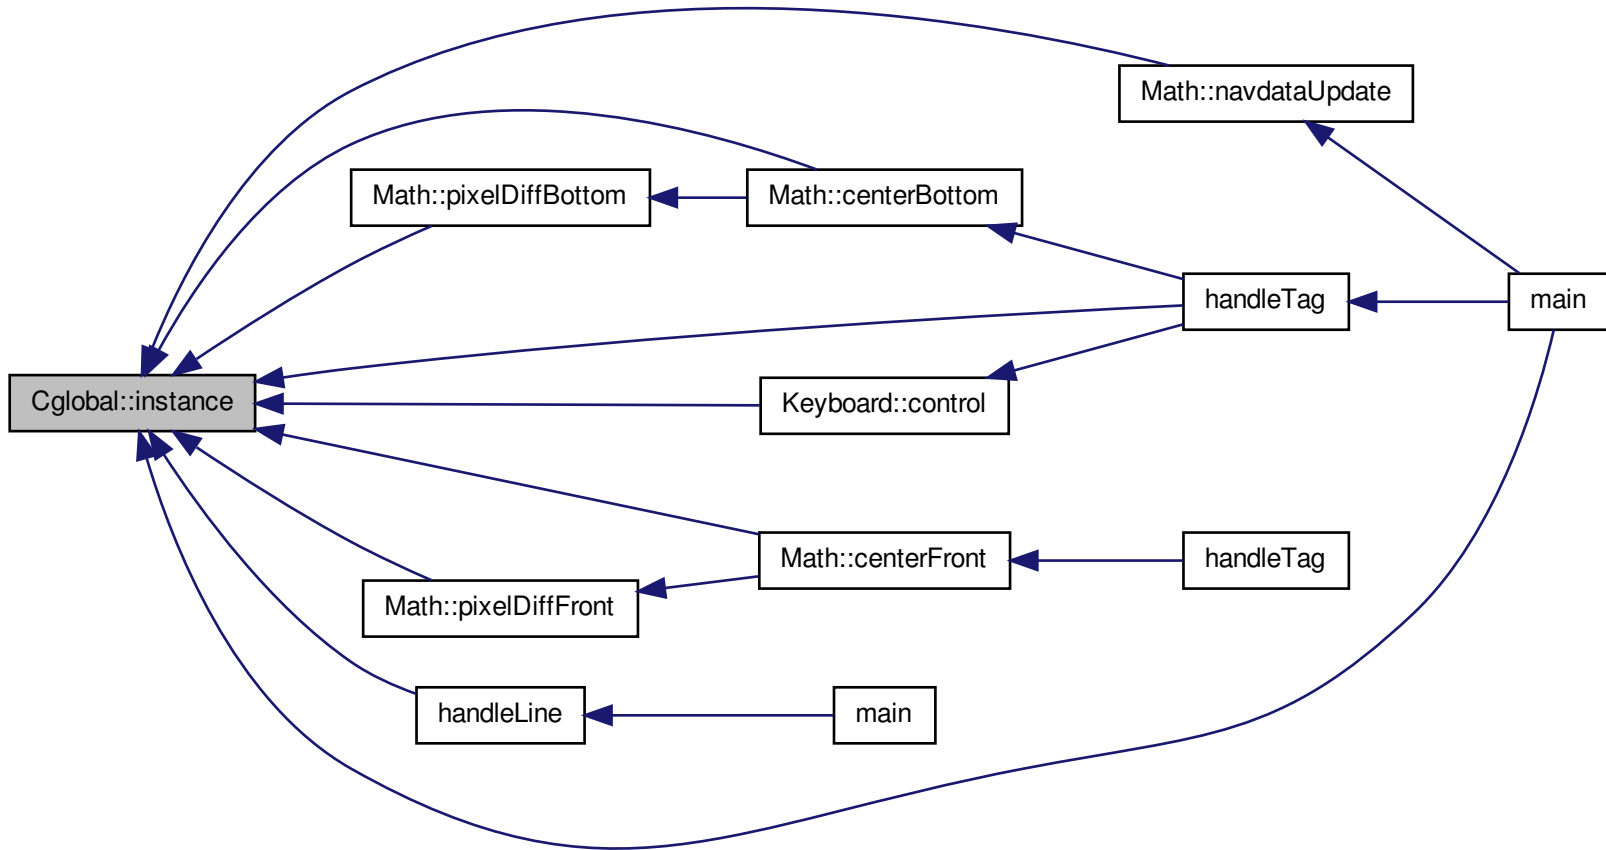 Math::navdataUpdate
Math::pixelDiffBottom
Math::centerBottom
handleTag
main
Cglobal::instance
Keyboard::control
Math::centerFront
handleTag
Math::pixelDiffFront
handleLine
main